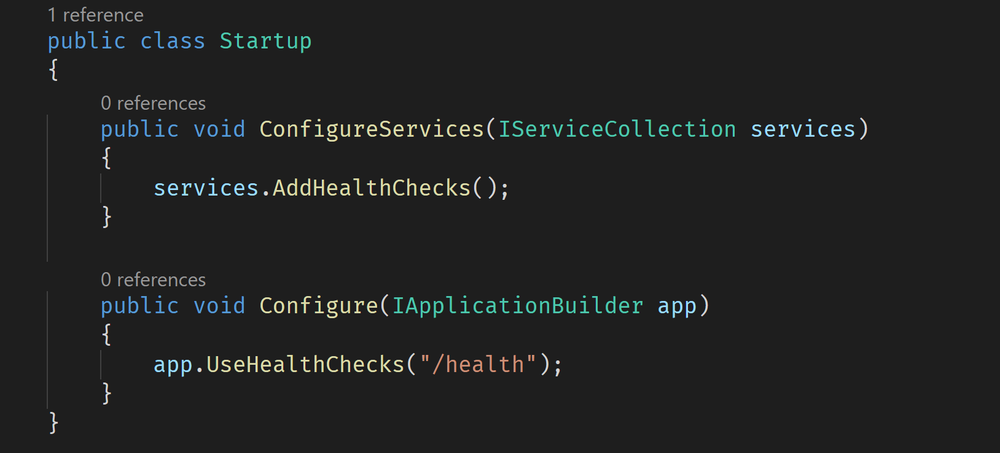 1 reference
public class Startup
{
0 references
public void ConfigureServices(IServiceCollection services)
{
services.AddHealthChecks();
}
0 references
public void Configure(IApplicationBuilder app)
{
app.UseHealthChecks("/health");
}
}